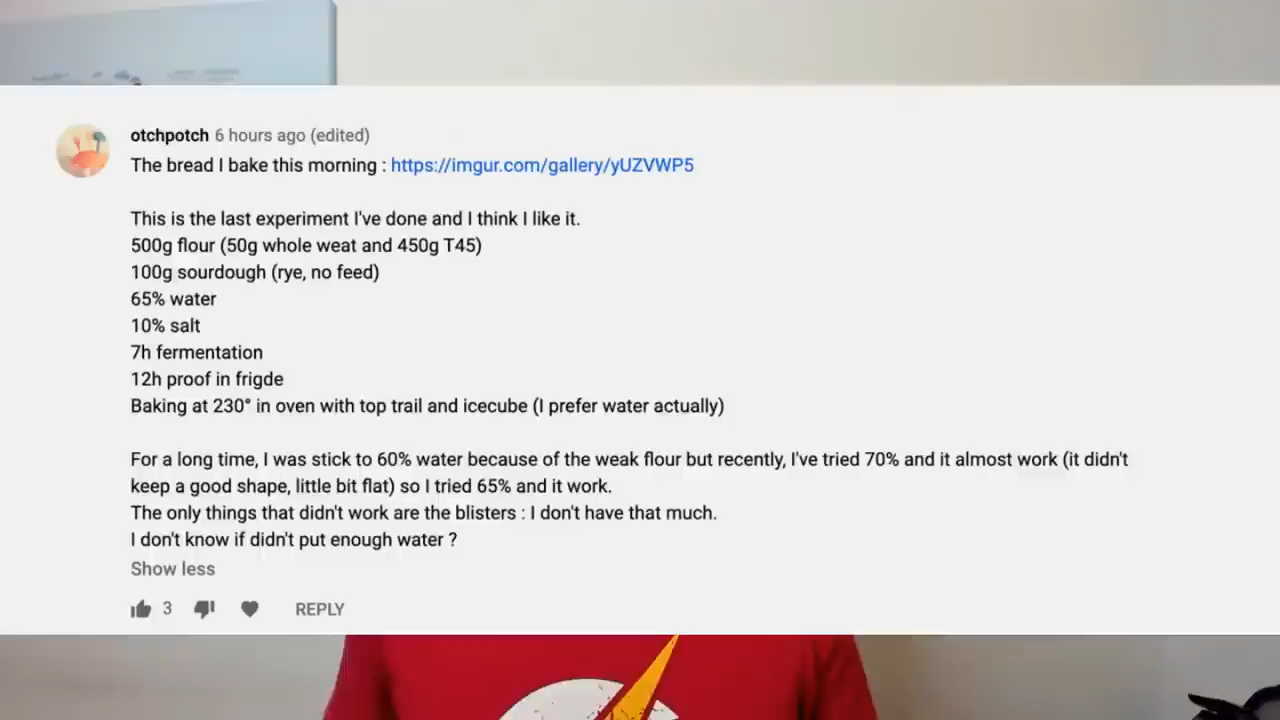 otchpotch 6 hours ago (edited)
The bread I bake this morning : https://imgur.com/gallery/yUZVWP5
This is the last experiment I've done and I think I like it.
500g flour (50g whole weat and 450g T45)
100g sourdough (rye, no feed)
65% water
10% salt
7h fermentation
12h proof in frigde
Baking at 230° in oven with top trail and icecube (I prefer water actually)
For a long time, I was stick to 60% water because of the weak flour but recently, I've tried 70% and it almost work (it didn't
keep a good shape, little bit flat) so I tried 65% and it work.
The only things that didn't work are the blisters : I don't have that much.
I don't know if didn't put enough water ?
Show less
3 REPLY